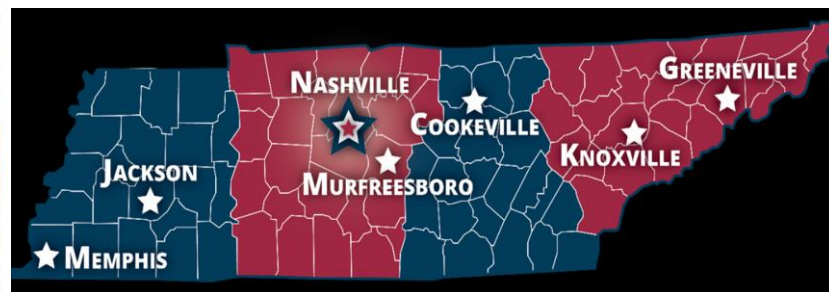 GREENEVILLE
NASHVILLE
COOKEVILLE
KNOXVILLE
JACKSON
MURFREESBORO
MEMPHIS